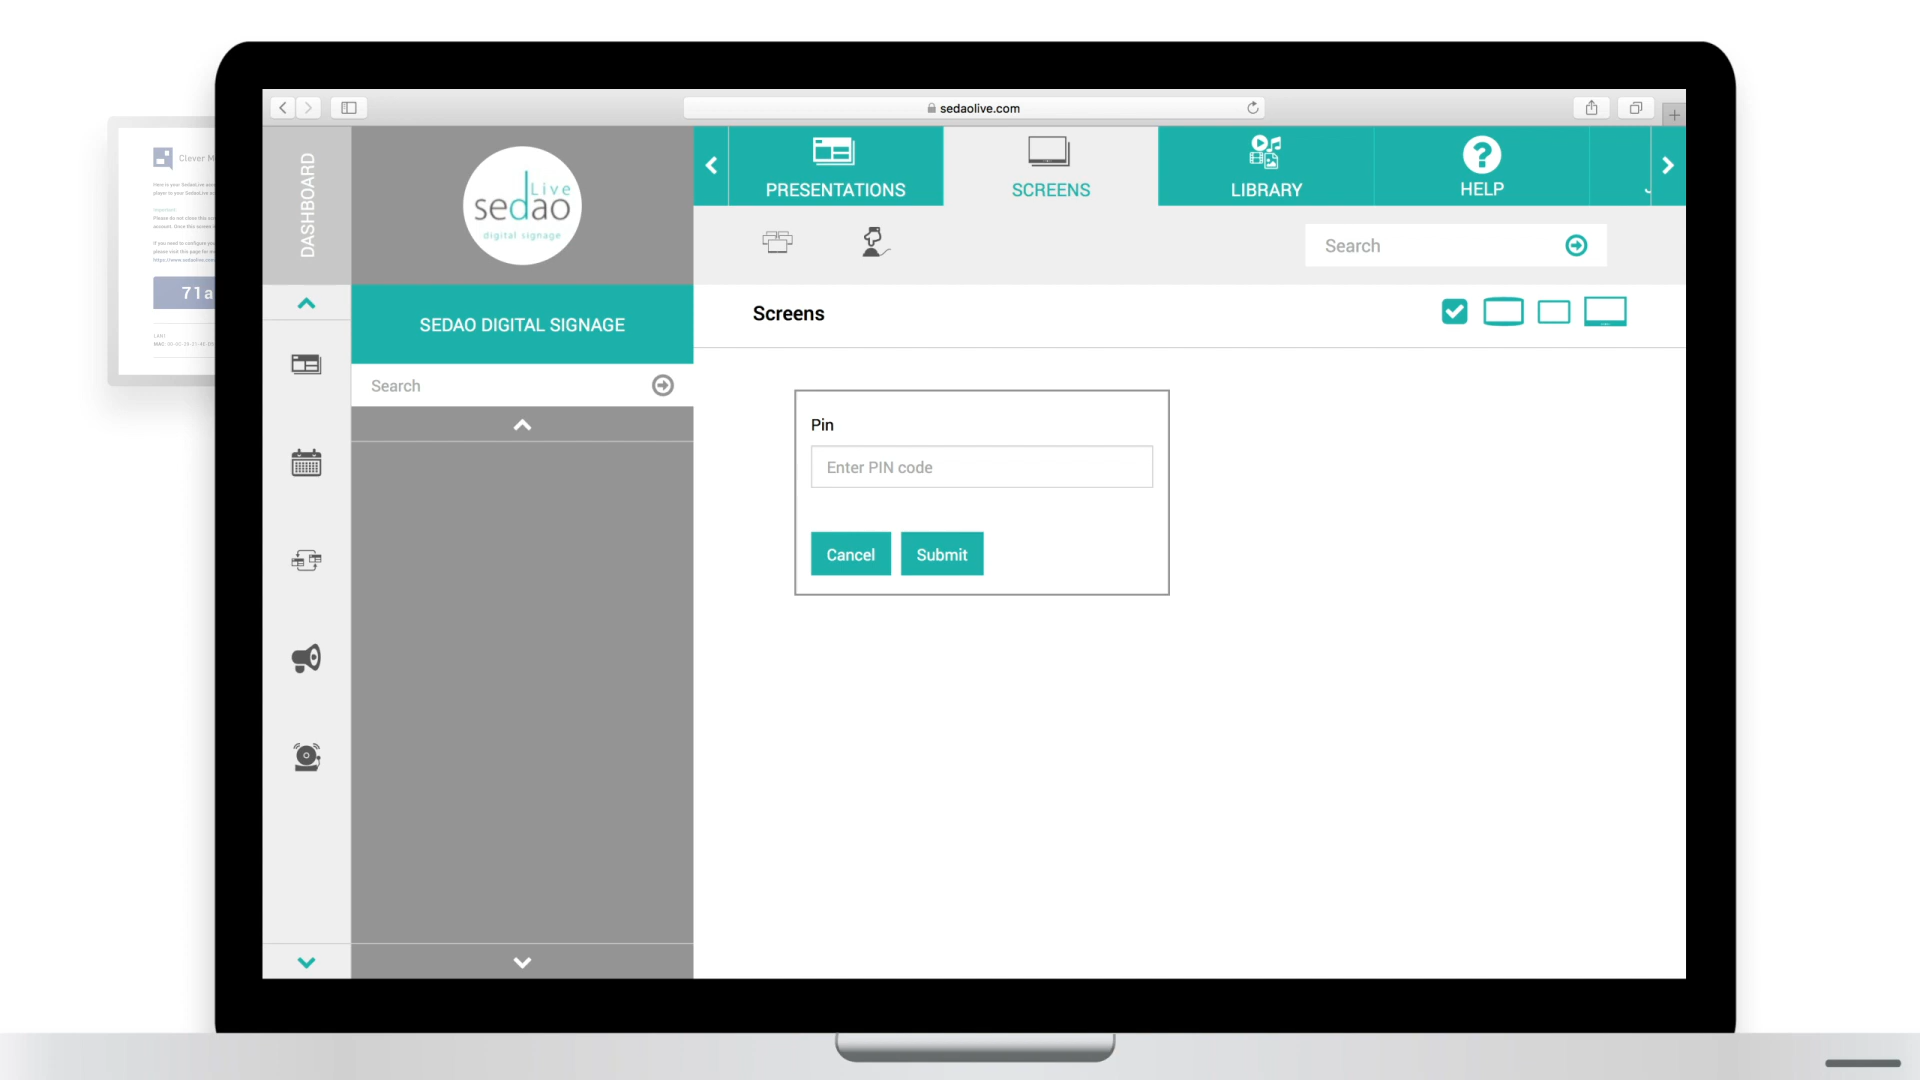 sedaolive.com
DASHBOARD
Live
sedao
digital signage
PRESENTATIONS
SCREENS
LIBRARY
HELP
Search
SEDAO DIGITAL SIGNAGE
Search
Screens
Pin
Enter PIN code
Cancel
Submit
Clever M
71a